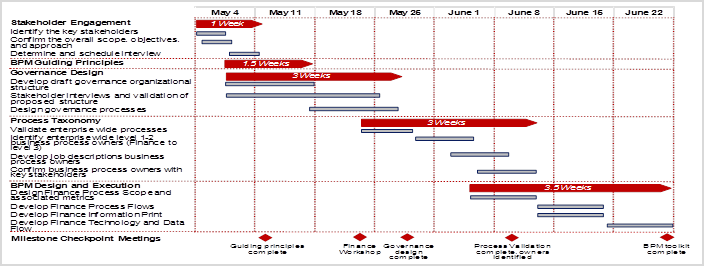 May 4 May 11 May 18 May 25 June 1 June 8 June 15 June 22
Stakeholder Engagement
1 Week
Identify the key stakeholders
Confirm the overall scope, objectives,
and approach
Determine and schedule interview
BPM Guiding Principles
1.5 Weeks
Governance Design
3 Weeks
Develop draft governance organizational
structure
Stakeholder interviews and validation of
proposed structure
Design governance processes
Process Taxonomy
3 Weeks
Validate enterprise wide processes
Identify enterprise wide level 1-2
business process owners (Finance to
level 3)
Develop job descriptions business
process owners
Confirm business process owners with
key stakeholders
BPM Design and Execution
3.5 Weeks
Design Finance Process Scope and
associated metrics
Develop Finance Process Flows
Develop Finance Information Print
Develop Finance Technology and Data
Flow
Milestone Checkpoint Meetings
Guiding principles
complete
Finance
Workshop
Governance
design
complete
Process Validation
complete, owners
identified
BPM toolkit
complete